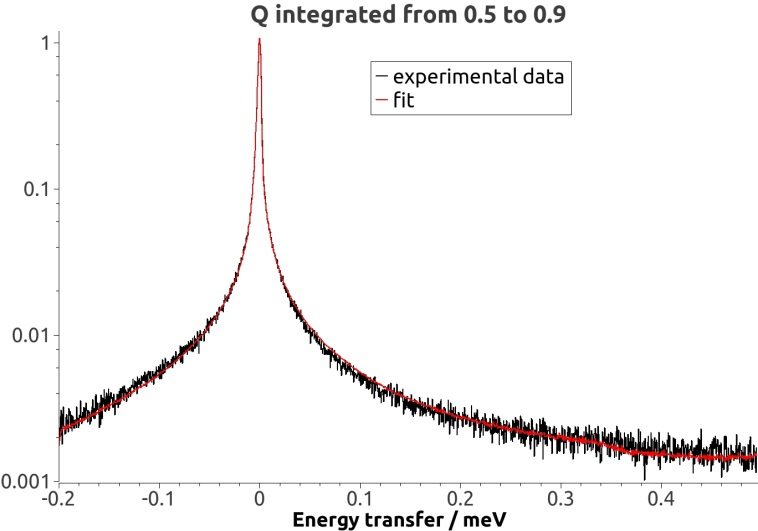 Q integrated from 0.5 to 0.9
experimental data
fit
1
0.1
0.01
0.001
-0.2 -0.1 0 0.1 0.2 0.3 0.4
Energy transfer / meV